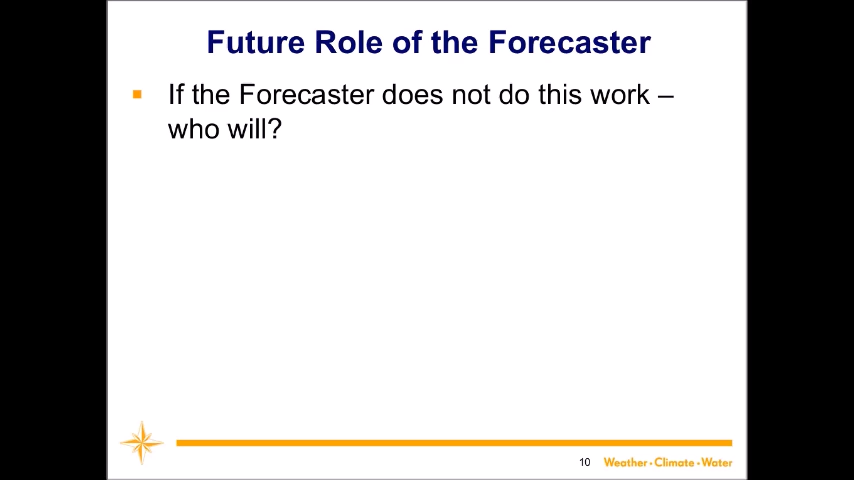 Future Role of the Forecaster
If the Forecaster does not do this work –
who will?
10 Weather • Climate • Water